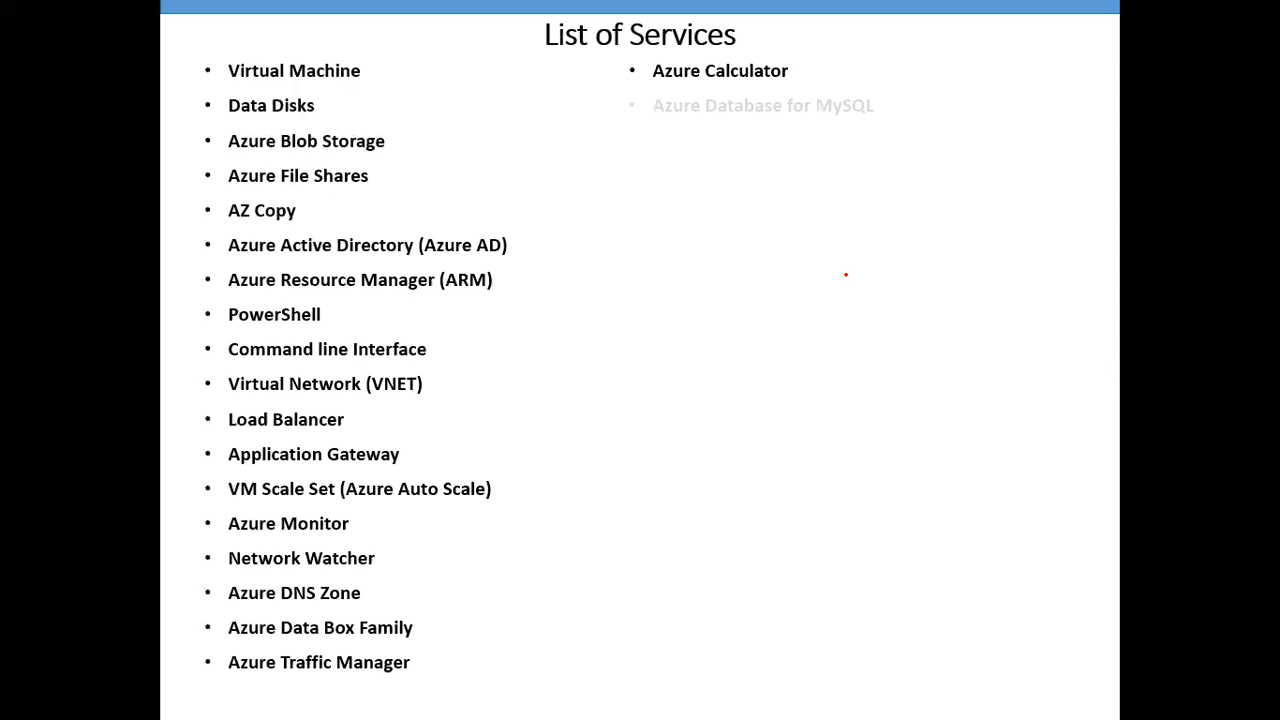 List of Services
• Virtual Machine
• Data Disks
• Azure Blob Storage
• Azure File Shares
• AZ Copy
• Azure Active Directory (Azure AD)
• Azure Resource Manager (ARM)
• PowerShell
• Command line Interface
• Virtual Network (VNET)
• Load Balancer
• Application Gateway
• VM Scale Set (Azure Auto Scale)
• Azure Monitor
• Network Watcher
• Azure DNS Zone
• Azure Data Box Family
• Azure Traffic Manager
• Azure Calculator
• Azure Database for MySQL